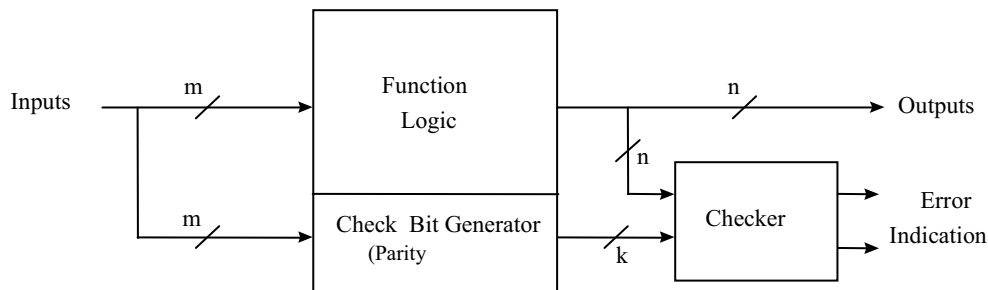 Inputs
m
m
Function
Logic
Check Bit Generator
(Parity
n
n
k
Outputs
Checker
Error
Indication